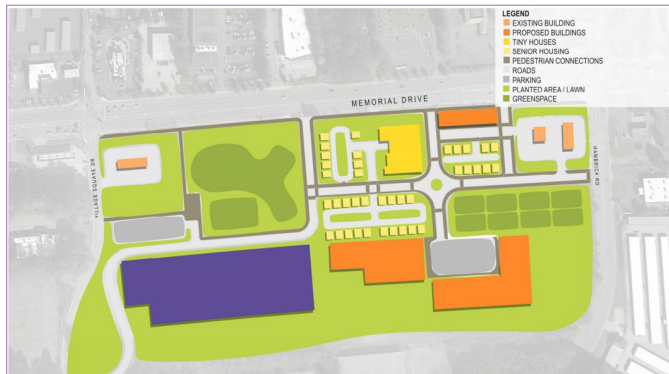 LEGEND
EXISTING BUILDING
PROPOSED BUILDINGS
TINY HOUSES
SENIOR HOUSING
PEDESTRIAN CONNECTIONS
ROADS
PARKING
PLANTED AREA / LAWN
GREENSPACE
MEMORIAL DRIVE
VILLAGE SQUARE DR
HAMBRICK RD